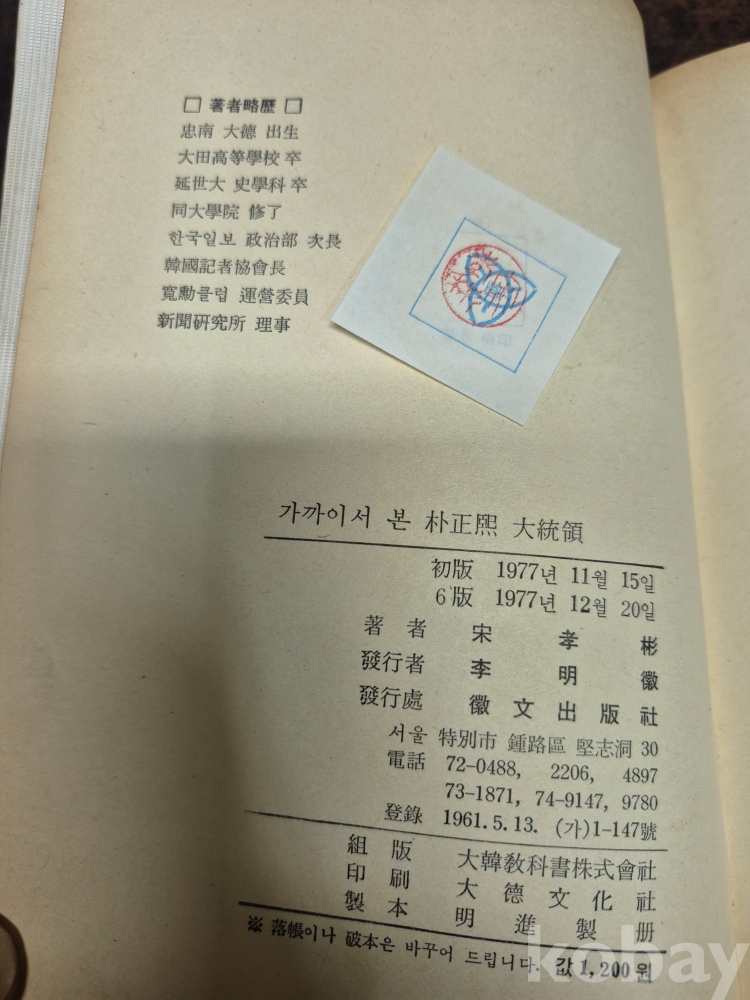 □ 著者略歷 □
忠南 大德 出生
大田高等學校 卒
延世大 史學科 卒
同大學院 修了
한국일보 政治部 次長
韓國記者協會長
寬勳클럽 運營委員
新聞硏究所 理事
가까이서 본 朴正熙 大統領
初版 1977년 11월 15일
6版 1977년 12월 20일
著者 宋孝彬
發行者 李明徽
發行處 徽文出版社
서울 特別市 鍾路區 堅志洞 30
電話 72-0488, 2206, 4897
73-1871, 74-9147, 9780
登錄 1961.5.13. (가)1-147號
組版 大韓敎科書株式會社
印刷 大德文化社
製本 明進製册
※ 落帳이나 破本은 바꾸어 드립니다. 값 1,200원
kobay